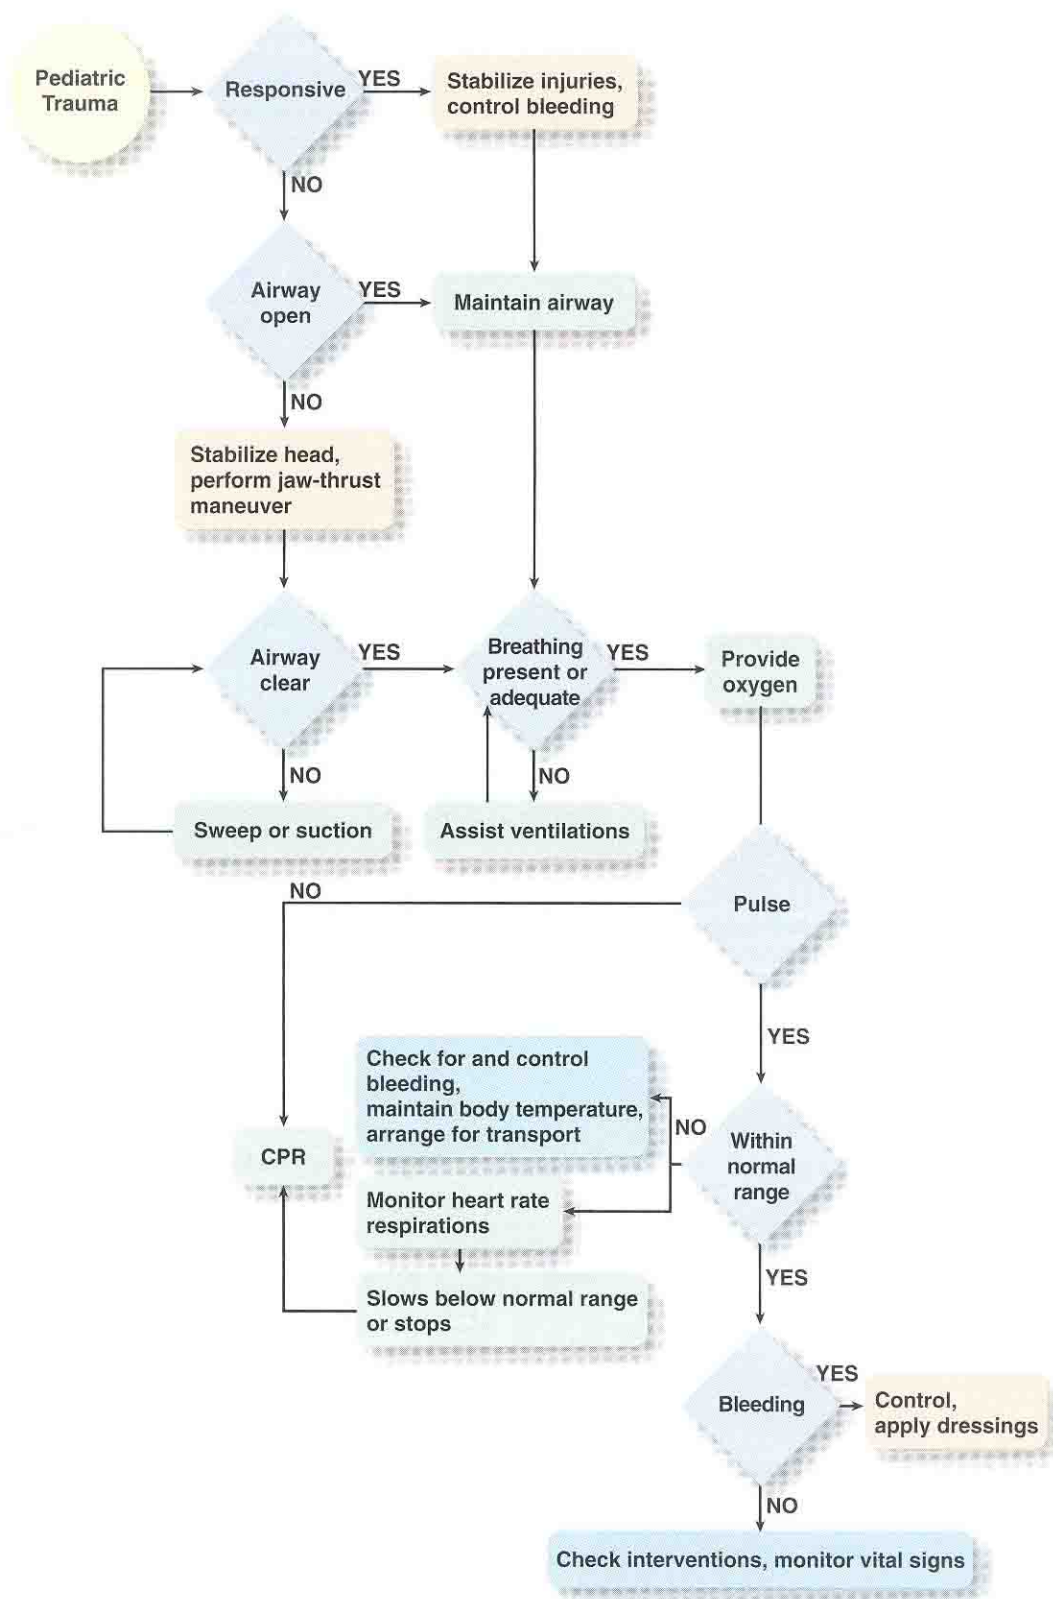 Pediatric
Trauma
Responsive
YES
Stabilize injuries,
control bleeding
NO
Airway
open
YES
Maintain airway
NO
Stabilize head,
perform jaw-thrust
maneuver
Airway
clear
YES
Breathing
present or
adequate
YES
Provide
oxygen
NO
NO
Sweep or suction
Assist ventilations
NO
Pulse
YES
Check for and control
bleeding,
maintain body temperature,
arrange for transport
NO
Within
normal
range
CPR
Monitor heart rate
respirations
YES
Slows below normal range
or stops
Bleeding
YES
Control,
apply dressings
NO
Check interventions, monitor vital signs